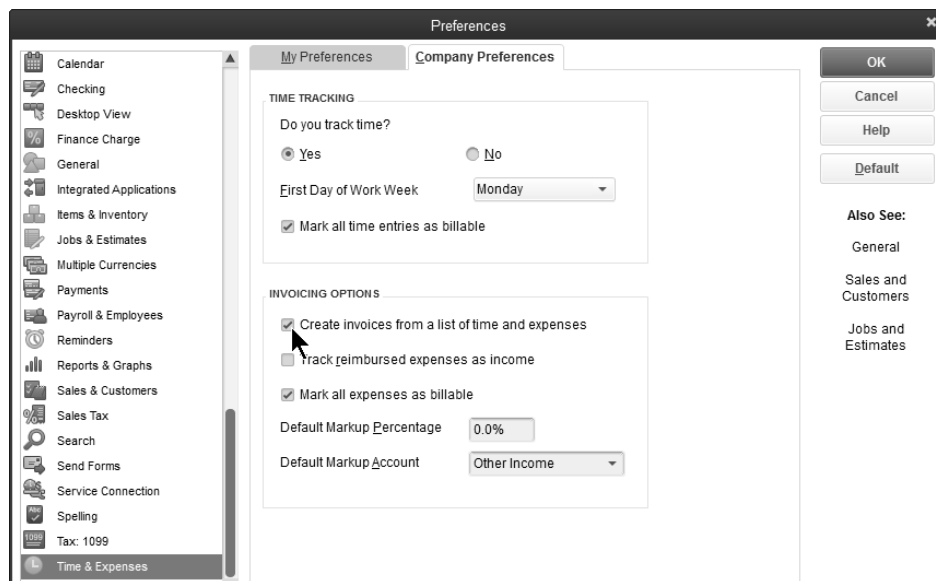 Preferences
Calendar
Checking
Desktop View
Finance Charge
General
Integrated Applications
Items & Inventory
Jobs & Estimates
Multiple Currencies
Payments
Payroll & Employees
Reminders
Reports & Graphs
Sales & Customers
Sales Tax
Search
Send Forms
Service Connection
Spelling
Tax: 1099
Time & Expenses
%
Abc
1099
My Preferences
Company Preferences
TIME TRACKING
Do you track time?
Yes
No
First Day of Work Week
Monday
Mark all time entries as billable
INVOICING OPTIONS
Create invoices from a list of time and expenses
Track reimbursed expenses as income
Mark all expenses as billable
Default Markup Percentage
0.0%
Default Markup Account
Other Income
OK
Cancel
Help
Default
Also See:
General
Sales and
Customers
Jobs and
Estimates